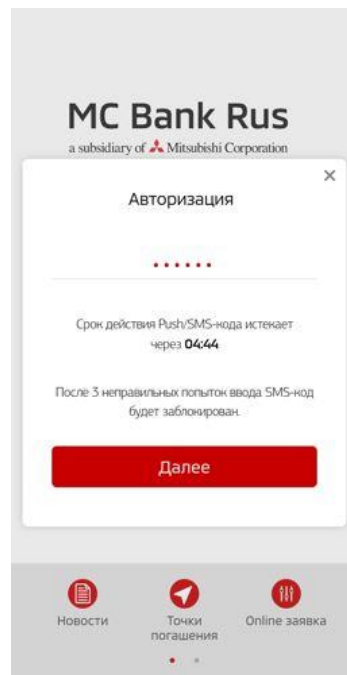 MC Bank Rus
a subsidiary of Mitsubishi Corporation
Авторизация
Срок действия Push/SMS-кода истекает
через 04:44
После 3 неправильных попыток ввода SMS-код
будет заблокирован.
Далее
Новости
Точки
погашения
Online заявка